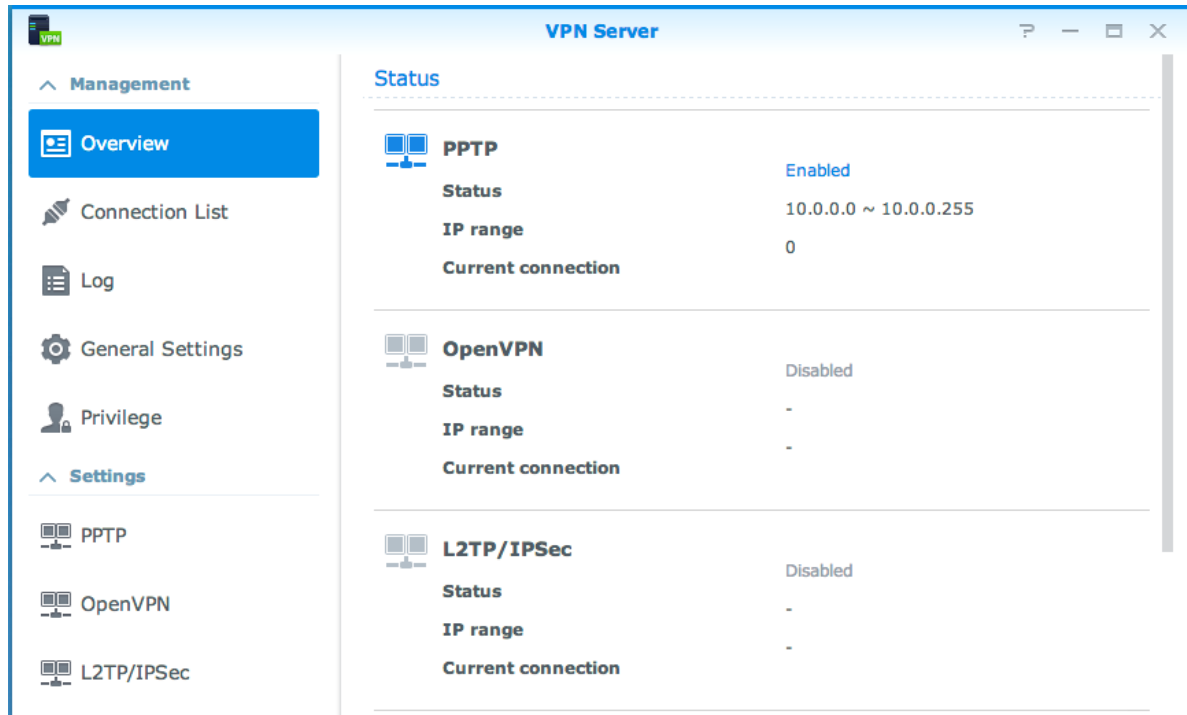 VPN
VPN Server
Management
Overview
Connection List
Log
General Settings
Privilege
Settings
PPTP
OpenVPN
L2TP/IPSec
Status
PPTP
Status
Enabled
IP range
10.0.0.0 ~ 10.0.0.255
Current connection
0
OpenVPN
Status
Disabled
IP range
-
Current connection
-
L2TP/IPSec
Status
Disabled
IP range
-
Current connection
-